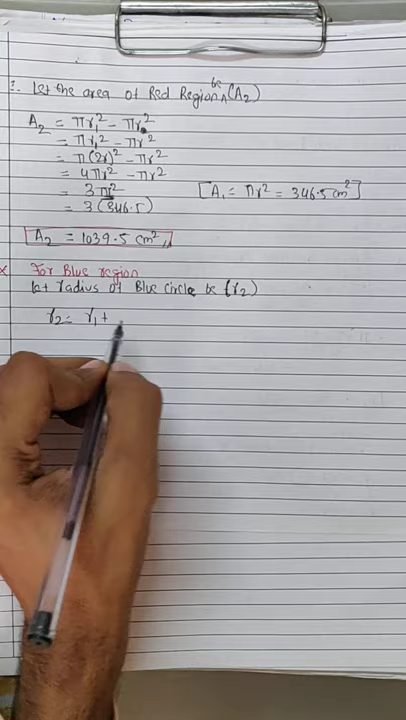 Let the area of Red Region be (A₂)
A₂ = πr₁² - πr²
= πr₁² - πr²
= π(2r)² - πr²
= 4πr² - πr²
= 3πr² [A₁ = πr² = 346.5 cm²]
= 3(346.5)
A₂ = 1039.5 cm²,,
For Blue region
let radius of Blue Circle be (r₂)
r₂ = r₁ +